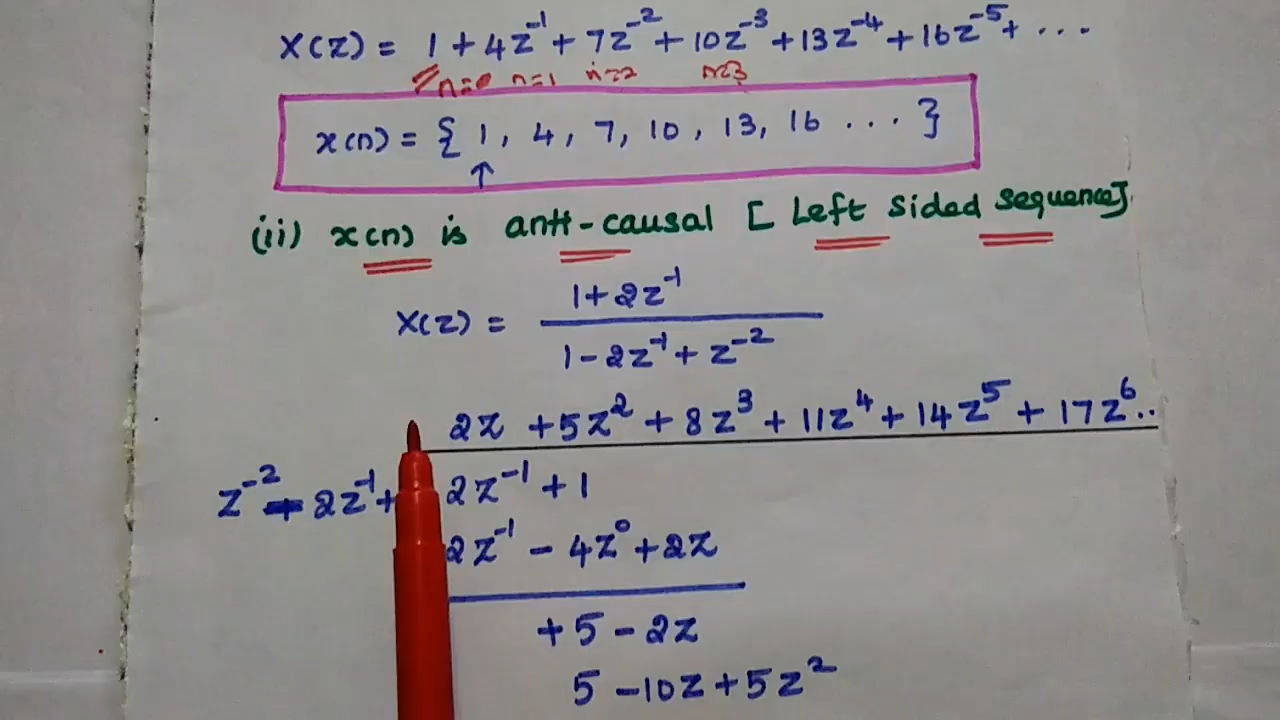 X(z) = 1 + 4z⁻¹ + 7z⁻² + 10z⁻³ + 13z⁻⁴ + 16z⁻⁵ + ...
n=0 n=1 n=2 n=3
x(n) = { 1, 4, 7, 10, 13, 16 ... }
↑
(ii) x(n) is anti-causal [ Left sided sequence].
X(z) =
1 + 2z⁻¹
1 - 2z⁻¹ + z⁻²
2z + 5z² + 8z³ + 11z⁴ + 14z⁵ + 17z⁶..
z⁻² - 2z⁻¹ + 2z⁻¹ + 1
2z⁻¹ - 4z⁰ + 2z
+5 - 2z
5 - 10z + 5z²